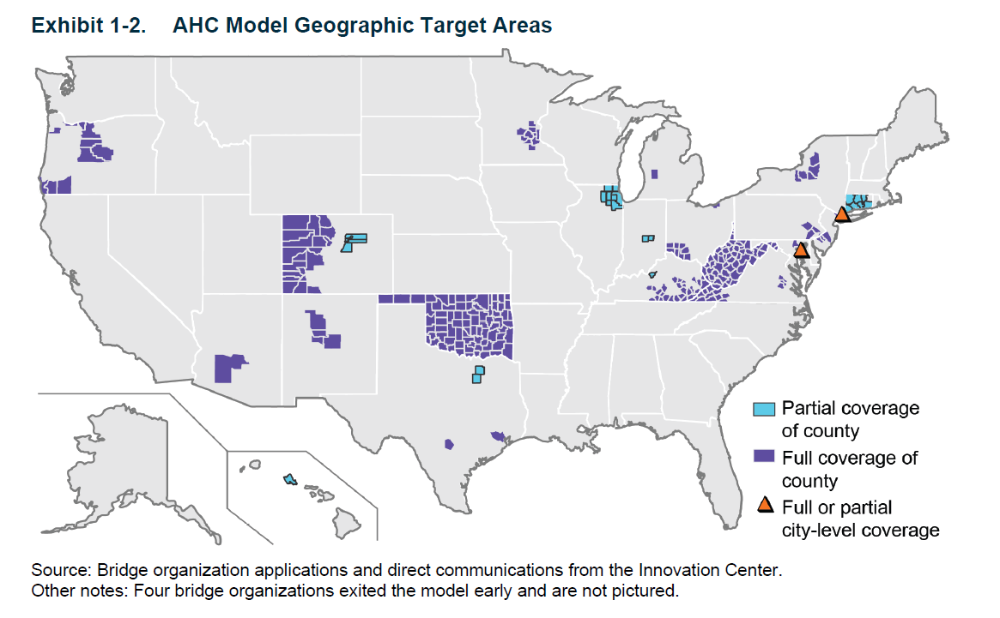 Exhibit 1-2. AHC Model Geographic Target Areas
Partial coverage
of county
Full coverage of
county
Full or partial
city-level coverage
Source: Bridge organization applications and direct communications from the Innovation Center.
Other notes: Four bridge organizations exited the model early and are not pictured.